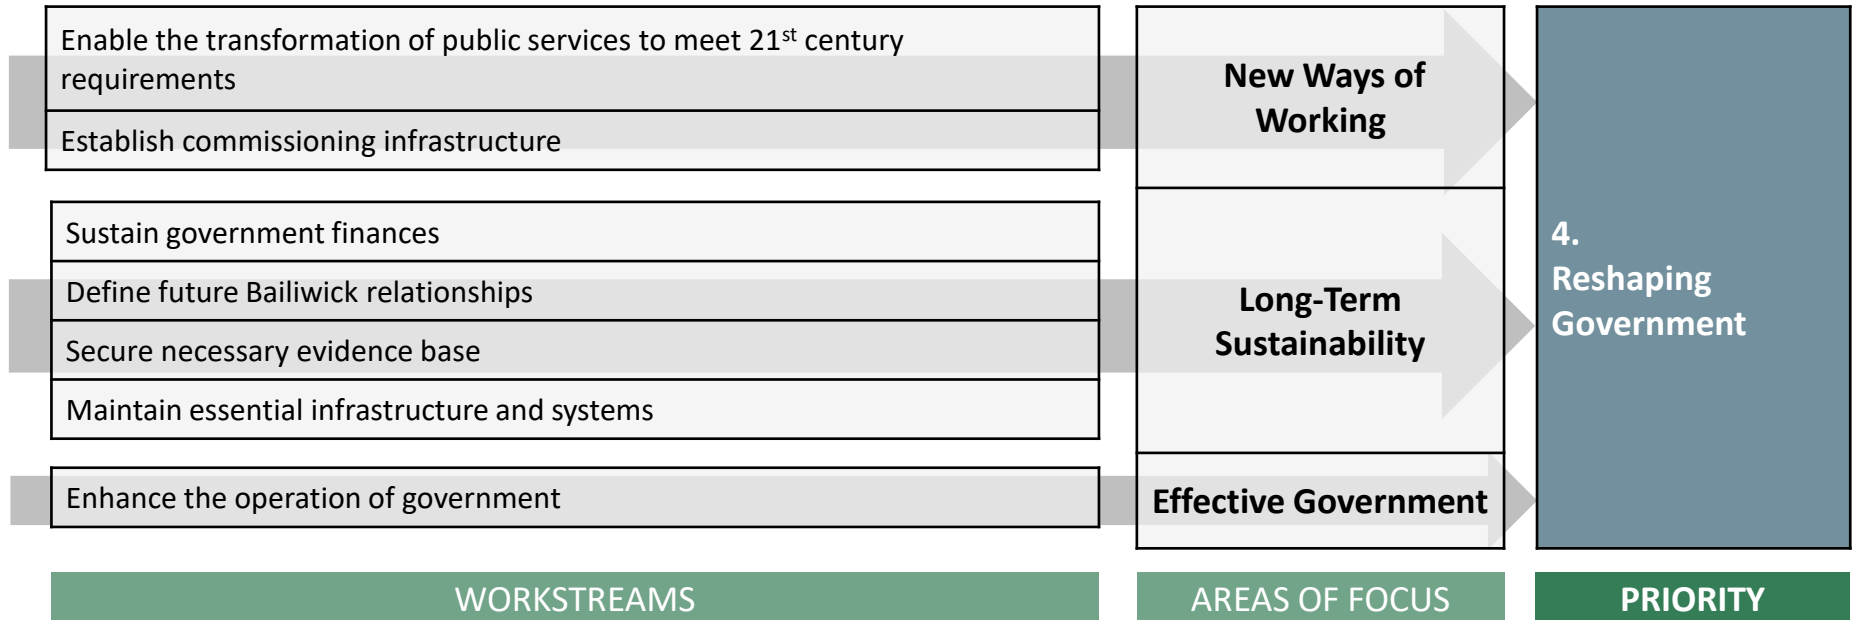 Enable the transformation of public services to meet 21st century
requirements
Establish commissioning infrastructure
New Ways of
Working
Sustain government finances
Define future Bailiwick relationships
Secure necessary evidence base
Maintain essential infrastructure and systems
Long-Term
Sustainability
Enhance the operation of government
Effective Government
4.
Reshaping
Government
WORKSTREAMS
AREAS OF FOCUS
PRIORITY